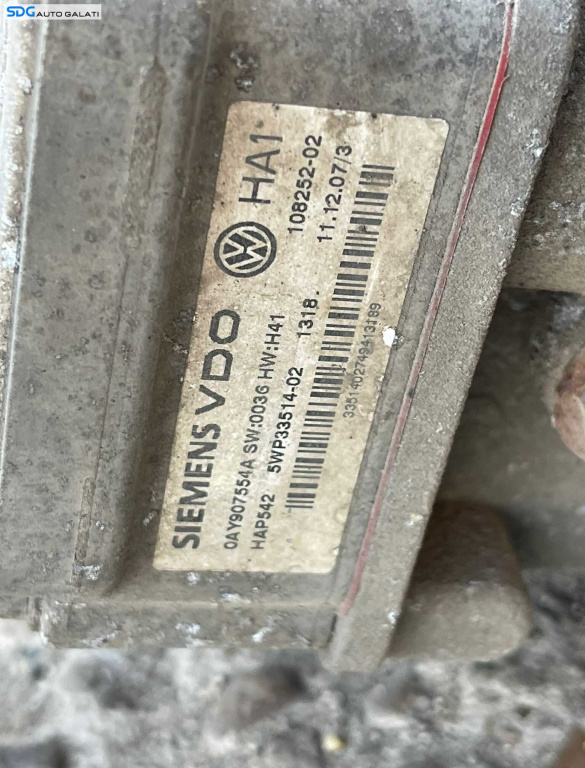 SDG AUTO GALATI
SIEMENS VDO HA1
0AY907554A SW:0036 HW:H41 108252-02
HAP542 5WP33514-02 1318. 11.12.07/3
9351402749413189